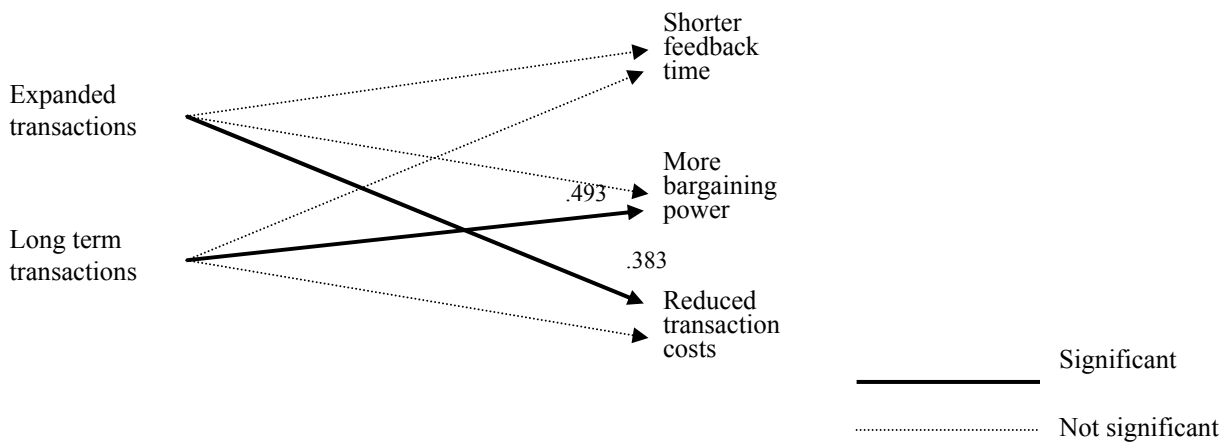 Shorter
feedback
time
Expanded
transactions
More
bargaining
power
.493
Long term
transactions
.383
Reduced
transaction
costs
Significant
Not significant